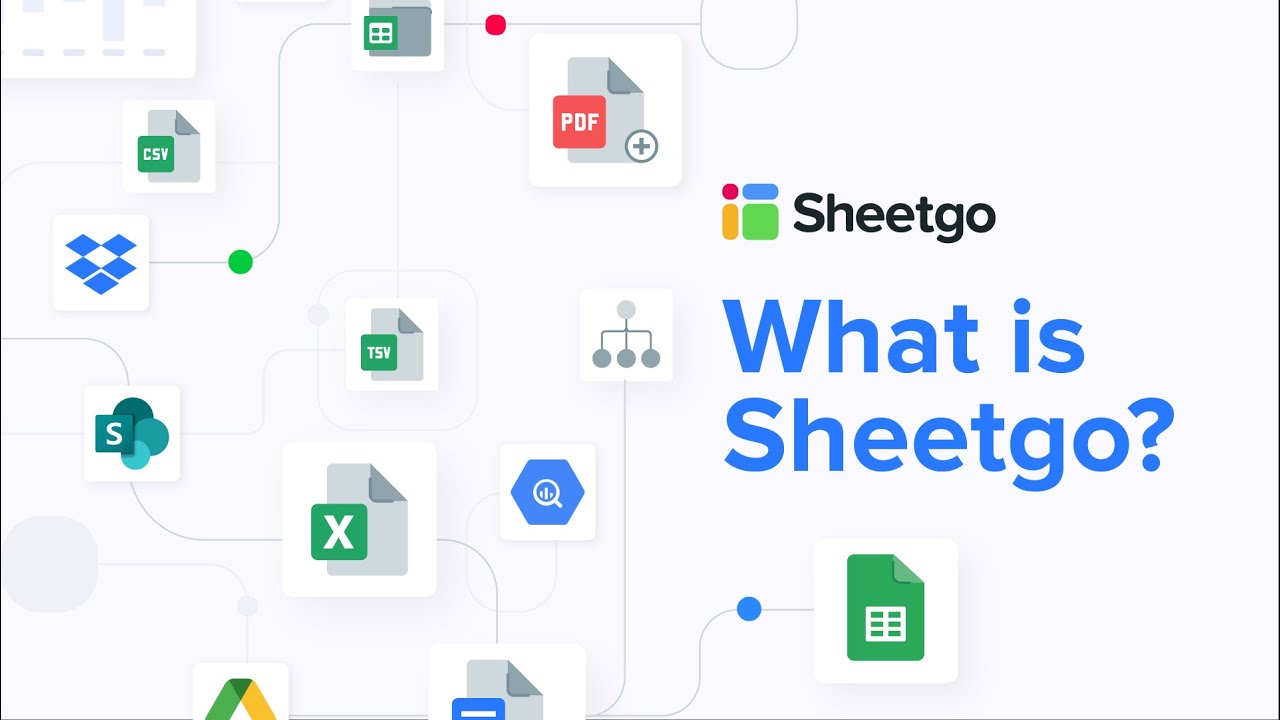 PDF
CSV
Sheetgo
What is
Sheetgo?
TSV
S
X